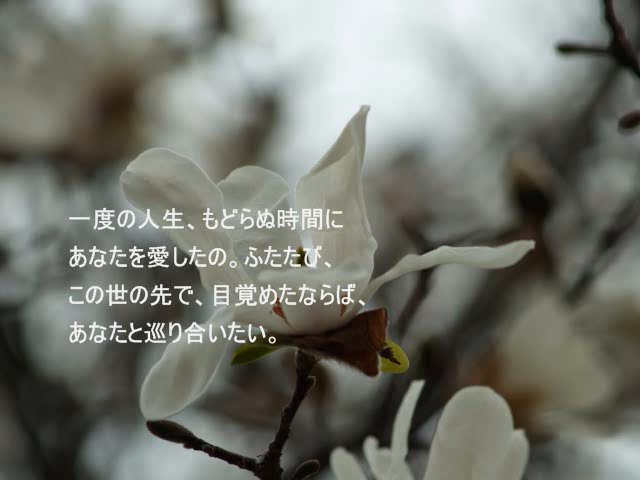 一度の人生、もどらぬ時間に
あなたを愛したの。ふたたび、
この世の先で、目覚めたならば、
あなたと巡り合いたい。